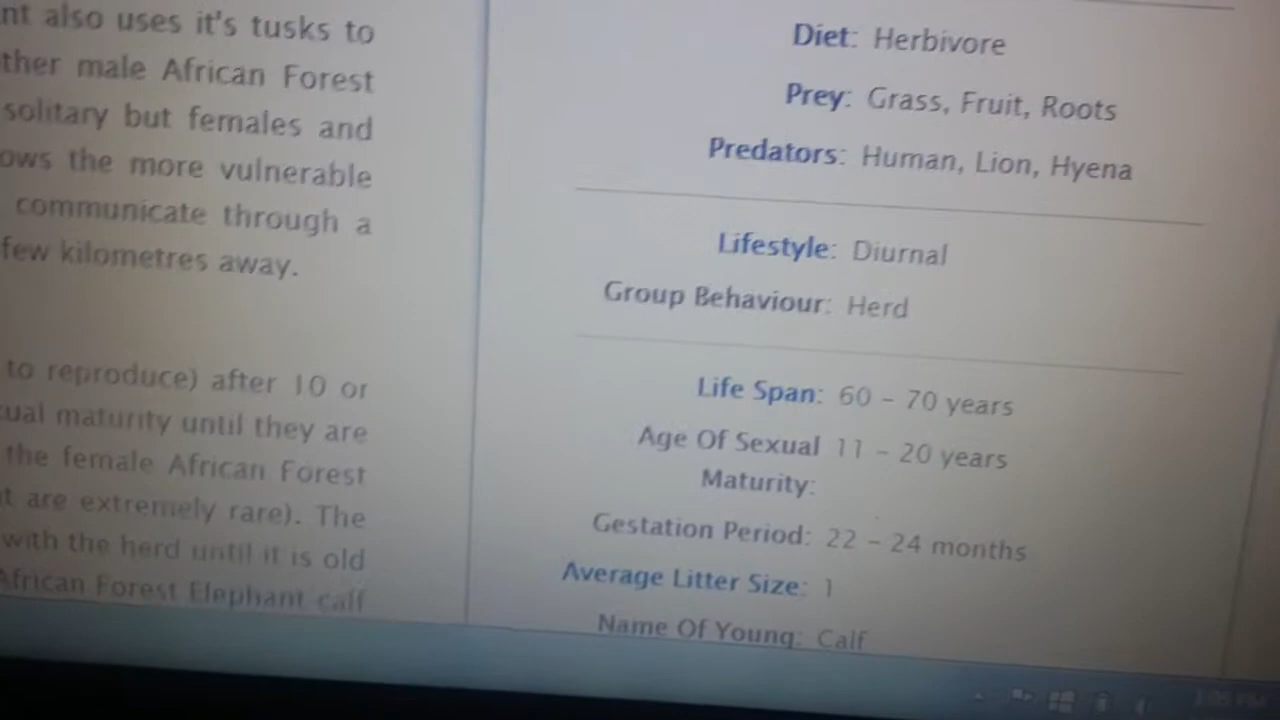 nt also uses it's tusks to
ther male African Forest
solitary but females and
ows the more vulnerable
communicate through a
few kilometres away.
to reproduce) after 10 or
ual maturity until they are
the female African Forest
t are extremely rare). The
with the herd until it is old
African Forest Elephant calf
Diet: Herbivore
Prey: Grass, Fruit, Roots
Predators: Human, Lion, Hyena
Lifestyle: Diurnal
Group Behaviour: Herd
Life Span: 60 - 70 years
Age Of Sexual 11 - 20 years
Maturity:
Gestation Period: 22 - 24 months
Average Litter Size: 1
Name Of Young: Calf